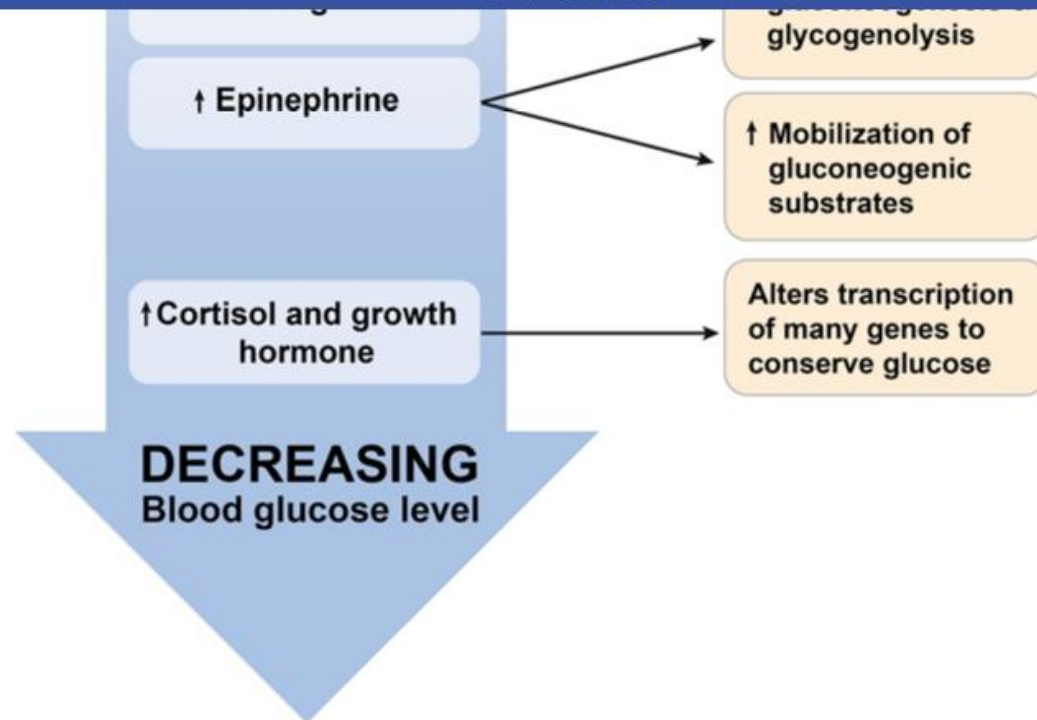 glycogenolysis
↑ Epinephrine
↑ Mobilization of
gluconeogenic
substrates
↑ Cortisol and growth
hormone
Alters transcription
of many genes to
conserve glucose
DECREASING
Blood glucose level